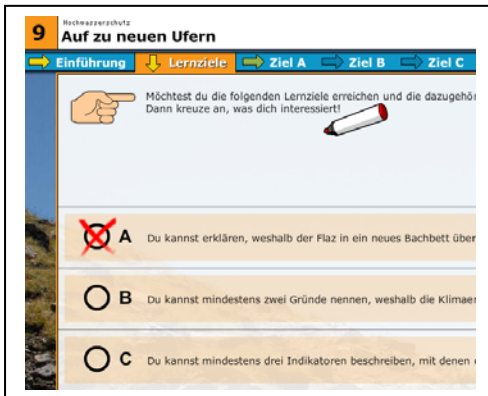 9
Hochwasserschutz
Auf zu neuen Ufern
Einführung Lernziele Ziel A Ziel B Ziel C
Möchtest du die folgenden Lernziele erreichen und die dazugehör
Dann kreuze an, was dich interessiert!
A Du kannst erklären, weshalb der Flaz in ein neues Bachbett über
B Du kannst mindestens zwei Gründe nennen, weshalb die Klimaer
C Du kannst mindestens drei Indikatoren beschreiben, mit denen